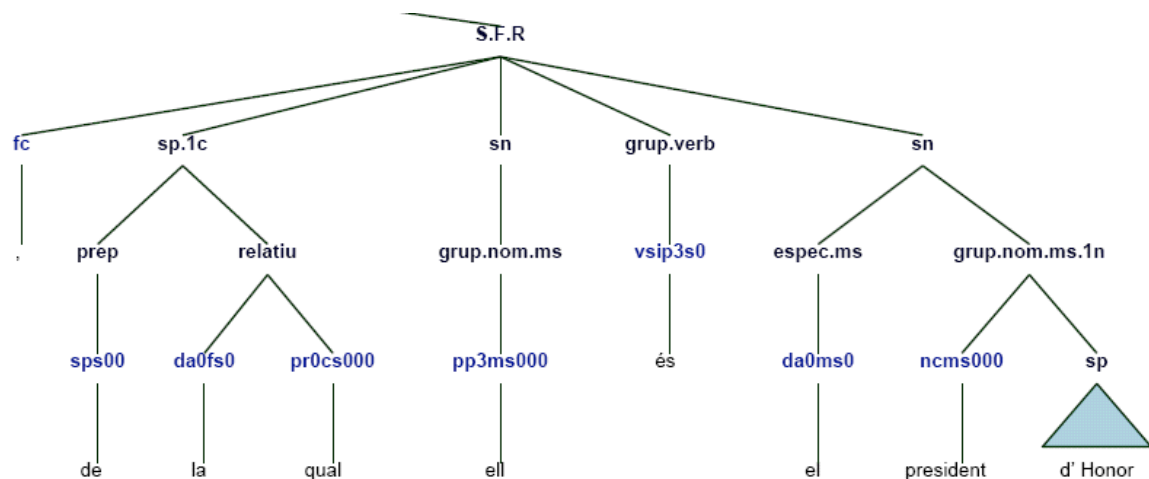 S.F.R
fc sp.1c sn grup.verb sn
, prep relatiu grup.nom.ms vsip3s0 espec.ms grup.nom.ms.1n
sps00 da0fs0 pr0cs000 pp3ms000 és da0ms0 ncms000 sp
de la qual ell el president d' Honor